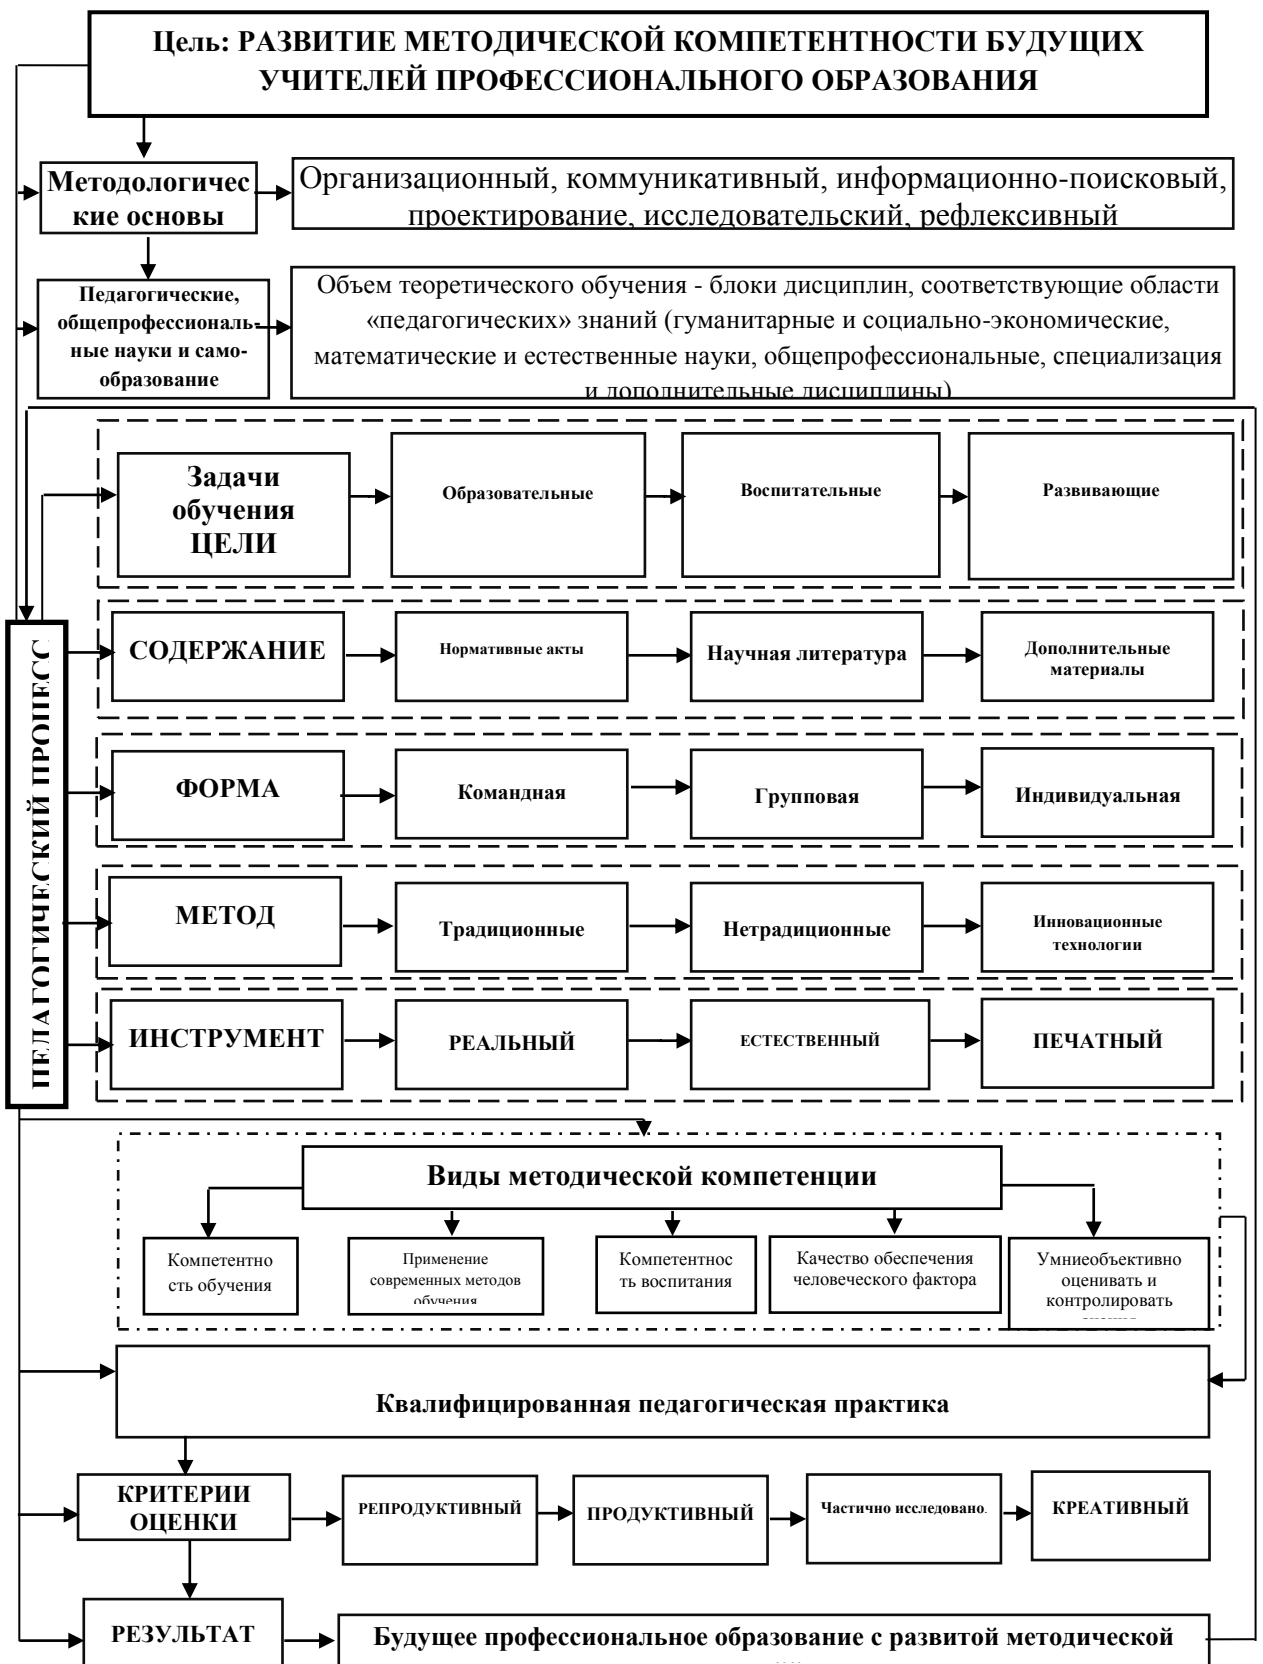 Цель: РАЗВИТИЕ МЕТОДИЧЕСКОЙ КОМПЕТЕНТНОСТИ БУДУЩИХ
УЧИТЕЛЕЙ ПРОФЕССИОНАЛЬНОГО ОБРАЗОВАНИЯ
Методологичес
кие основы
Организационный, коммуникативный, информационно-поисковый,
проектирование, исследовательский, рефлексивный
Педагогические,
общепрофессиональ-
ные науки и само-
образование
Объем теоретического обучения - блоки дисциплин, соответствующие области
«педагогических» знаний (гуманитарные и социально-экономические,
математические и естественные науки, общепрофессиональные, специализация
и дополнительные дисциплины)
ПЕДАГОГИЧЕСКИЙ ПРОЦЕСС
Задачи
обучения
ЦЕЛИ
Образовательные
Воспитательные
Развивающие
СОДЕРЖАНИЕ
Нормативные акты
Научная литература
Дополнительные
материалы
ФОРМА
Командная
Групповая
Индивидуальная
МЕТОД
Традиционные
Нетрадиционные
Инновационные
технологии
ИНСТРУМЕНТ
РЕАЛЬНЫЙ
ЕСТЕСТВЕННЫЙ
ПЕЧАТНЫЙ
Виды методической компетенции
Компетентно
сть обучения
Применение
современных методов
обучения
Компетентнос
ть воспитания
Качество обеспечения
человеческого фактора
Умниеобъективно
оценивать и
контролировать
Квалифицированная педагогическая практика
КРИТЕРИИ
ОЦЕНКИ
РЕПРОДУКТИВНЫЙ
ПРОДУКТИВНЫЙ
Частично исследовано.
КРЕАТИВНЫЙ
РЕЗУЛЬТАТ
Будущее профессиональное образование с развитой методической